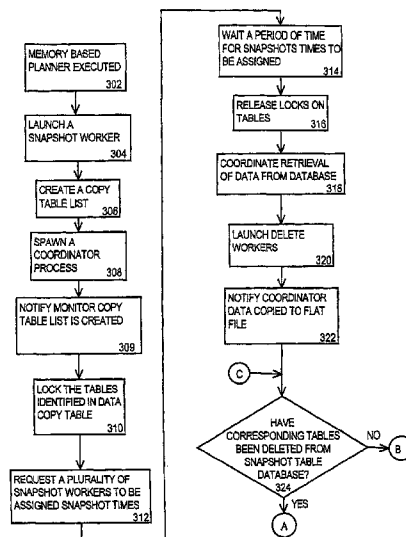 MEMORY BASED
PLANNER EXECUTED
302
LAUNCH A
SNAPSHOT WORKER
304
CREATE A COPY
TABLE LIST
306
SPAWN A
COORDINATOR
PROCESS
308
NOTIFY MONITOR COPY
TABLE LIST IS CREATED
309
LOCK THE TABLES
IDENTIFIED IN DATA
COPY TABLE
310
REQUEST A PLURALITY OF
SNAPSHOT WORKERS TO BE
ASSIGNED SNAPSHOT TIMES
312
WAIT A PERIOD OF TIME
FOR SNAPSHOTS TIMES TO
BE ASSIGNED
314
RELEASE LOCKS ON
TABLES
316
COORDINATE RETRIEVAL
OF DATA FROM DATABASE
318
LAUNCH DELETE
WORKERS
320
NOTIFY COORDINATOR
DATA COPIED TO FLAT
FILE
322
C
HAVE
CORRESPONDING TABLES
BEEN DELETED FROM
SNAPSHOT TABLE
DATABASE?
324
NO
B
YES
A